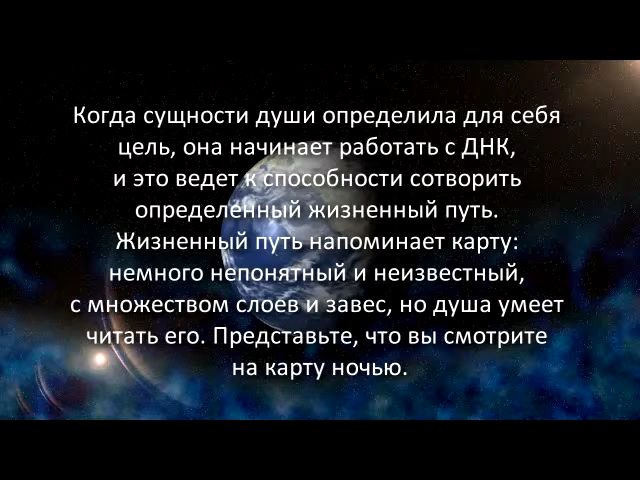 Когда сущности души определила для себя
цель, она начинает работать с ДНК,
и это ведет к способности сотворить
определенный жизненный путь.
Жизненный путь напоминает карту:
немного непонятный и неизвестный,
с множеством слоев и завес, но душа умеет
читать его. Представьте, что вы смотрите
на карту ночью.